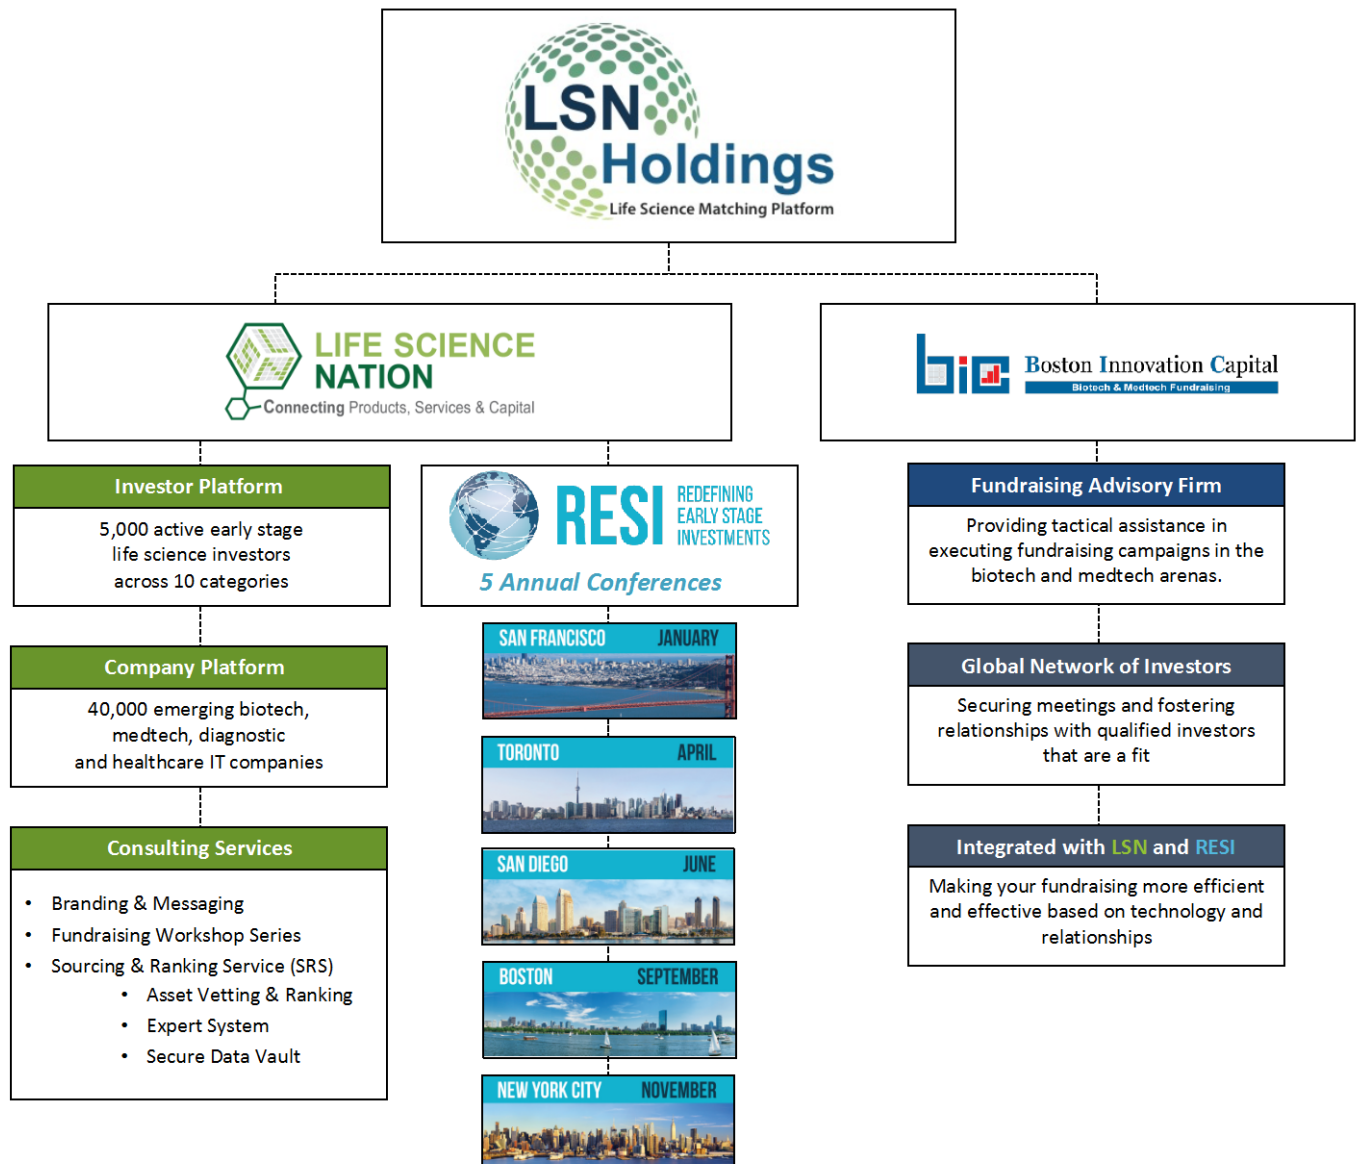 LSN
Holdings
Life Science Matching Platform
LIFE SCIENCE
NATION
Connecting Products, Services & Capital
bic
Boston Innovation Capital
Biotech & Medtech Fundraising
Investor Platform
5,000 active early stage
life science investors
across 10 categories
Company Platform
40,000 emerging biotech,
medtech, diagnostic
and healthcare IT companies
Consulting Services
• Branding & Messaging
• Fundraising Workshop Series
• Sourcing & Ranking Service (SRS)
• Asset Vetting & Ranking
• Expert System
• Secure Data Vault
RESI
REDEFINING
EARLY STAGE
INVESTMENTS
5 Annual Conferences
SAN FRANCISCO JANUARY
TORONTO APRIL
SAN DIEGO JUNE
BOSTON SEPTEMBER
NEW YORK CITY NOVEMBER
Fundraising Advisory Firm
Providing tactical assistance in
executing fundraising campaigns in the
biotech and medtech arenas.
Global Network of Investors
Securing meetings and fostering
relationships with qualified investors
that are a fit
Integrated with LSN and RESI
Making your fundraising more efficient
and effective based on technology and
relationships